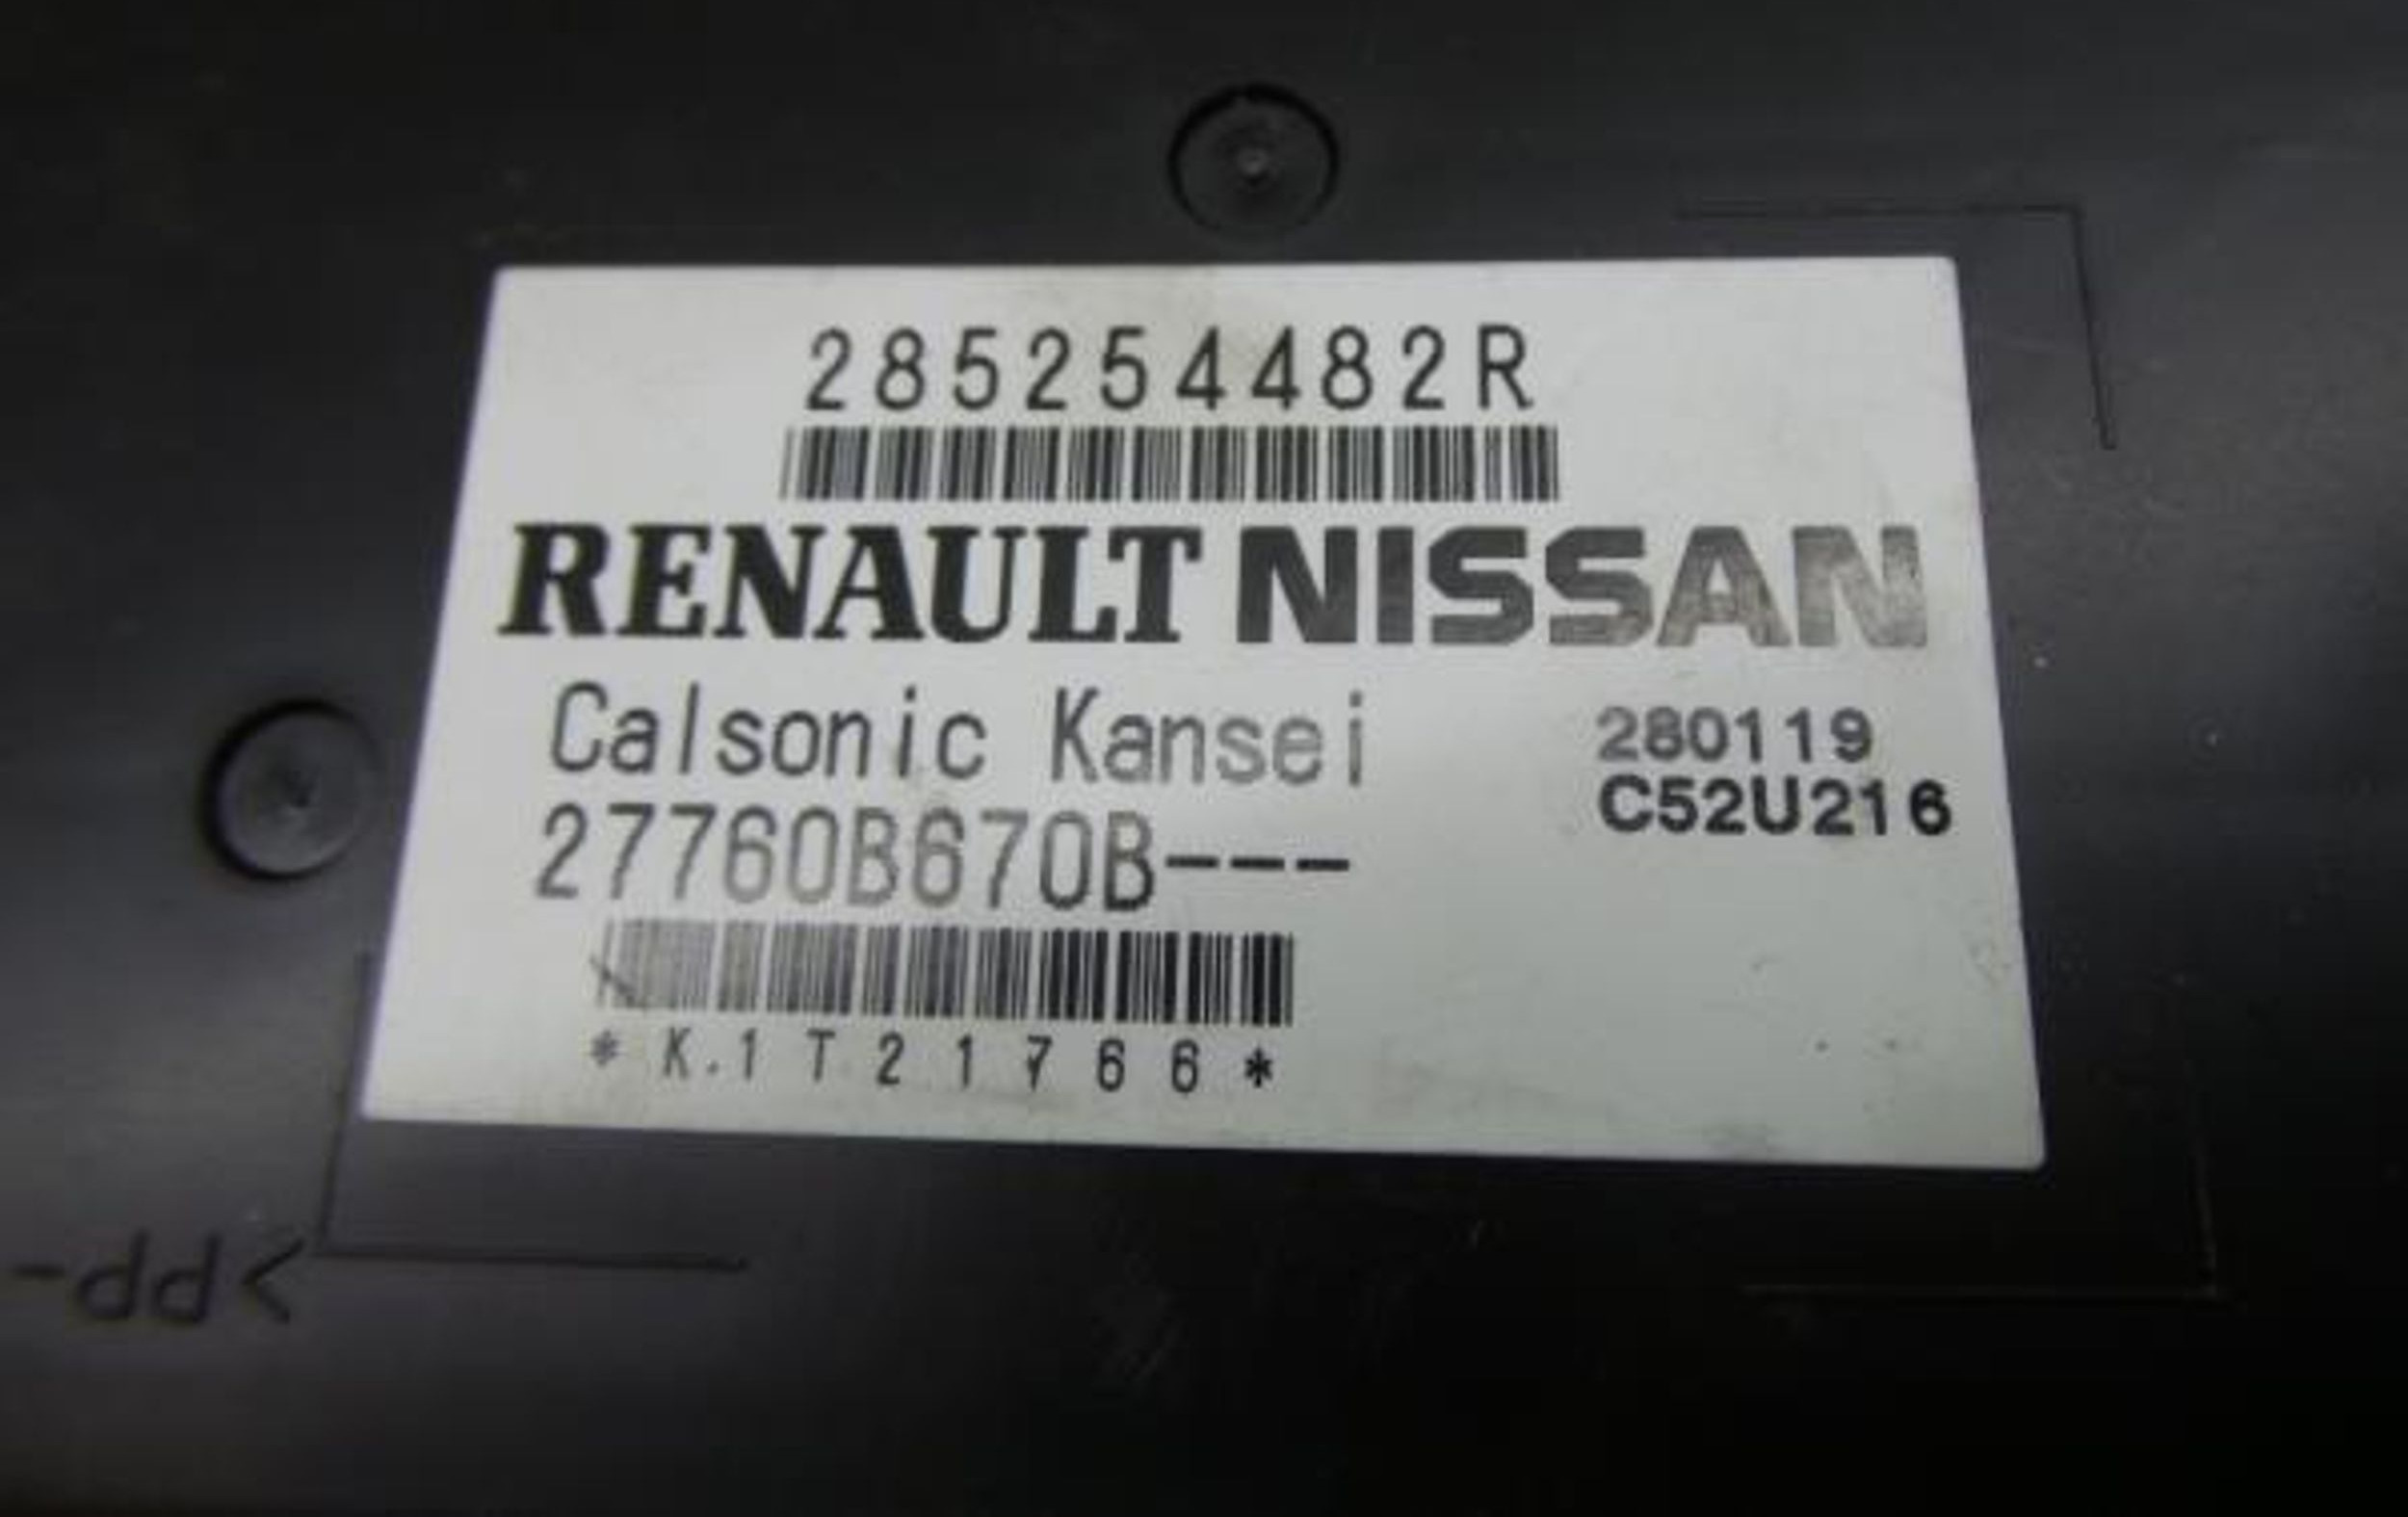 285254482R
RENAULT NISSAN
Calsonic Kansei
280119
C52U216
27760B670B---
*K.1T21766*
>PP-